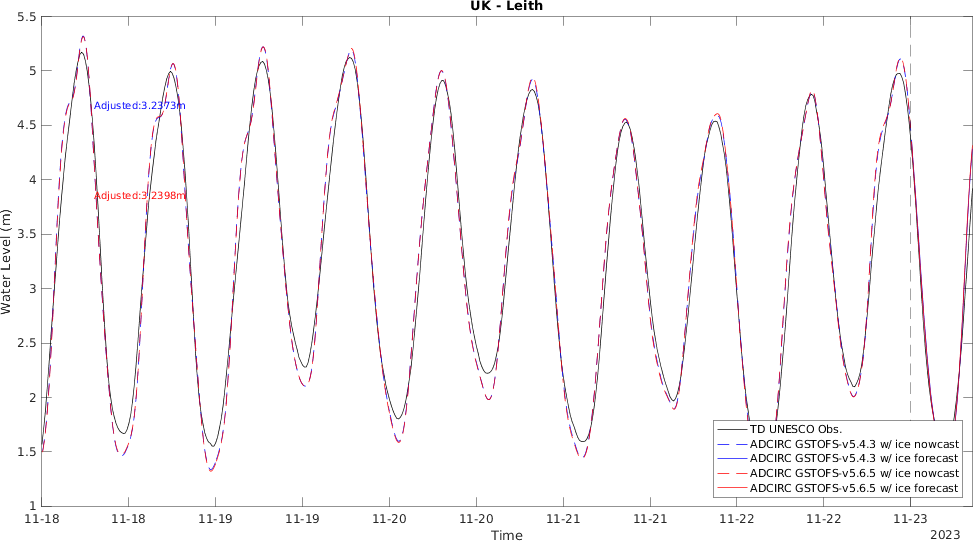 UK - Leith
5.5
5
4.5
4
3.5
3
2.5
2
1.5
1
Water Level (m)
Adjusted:3.2373m
Adjusted:3.2398m
TD UNESCO Obs.
ADCIRC GSTOFS-v5.4.3 w/ ice nowcast
ADCIRC GSTOFS-v5.4.3 w/ ice forecast
ADCIRC GSTOFS-v5.6.5 w/ ice nowcast
ADCIRC GSTOFS-v5.6.5 w/ ice forecast
11-18 11-18 11-19 11-19 11-20 11-20 11-21 11-21 11-22 11-22 11-23
Time
2023